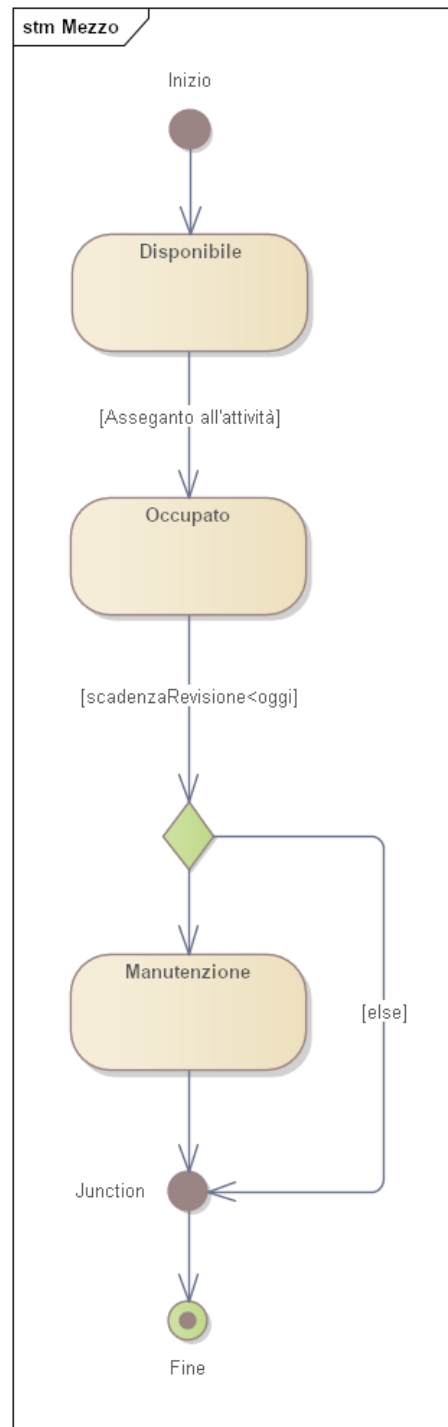 stm Mezzo
Inizio
Disponibile
[Asseganto all'attività]
Occupato
[scadenzaRevisione<oggi]
Manutenzione
[else]
Junction
Fine